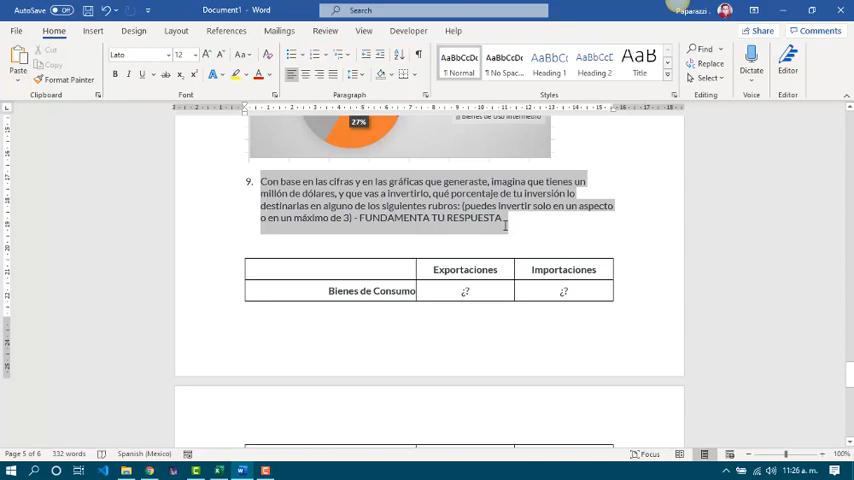 AutoSave Off Document1 - Word Search Paparazzi
File Home Insert Draw Design Layout References Mailings Review View Developer Help Share Comments
Paste Cut Copy Format Painter
Lato 12
AaBbCcDc AaBbCcDc AaBbCc AaBbCcC AaB
¶ Normal ¶ No Spac... Heading 1 Heading 2 Title
Find Replace Select
Dictate Editor
Clipboard Font Paragraph Styles Editing Voice Editor
27%
Bienes de Uso Intermedio
9. Con base en las cifras y en las gráficas que generaste, imagina que tienes un
millón de dólares, y que vas a invertirlo, qué porcentaje de tu inversión lo
destinarías en alguno de los siguientes rubros: (puedes invertir solo en un aspecto
o en un máximo de 3) - FUNDAMENTA TU RESPUESTA
Exportaciones Importaciones
Bienes de Consumo ¿? ¿?
Page 5 of 6 332 words Spanish (Mexico) Focus 100%
11:26 a. m.